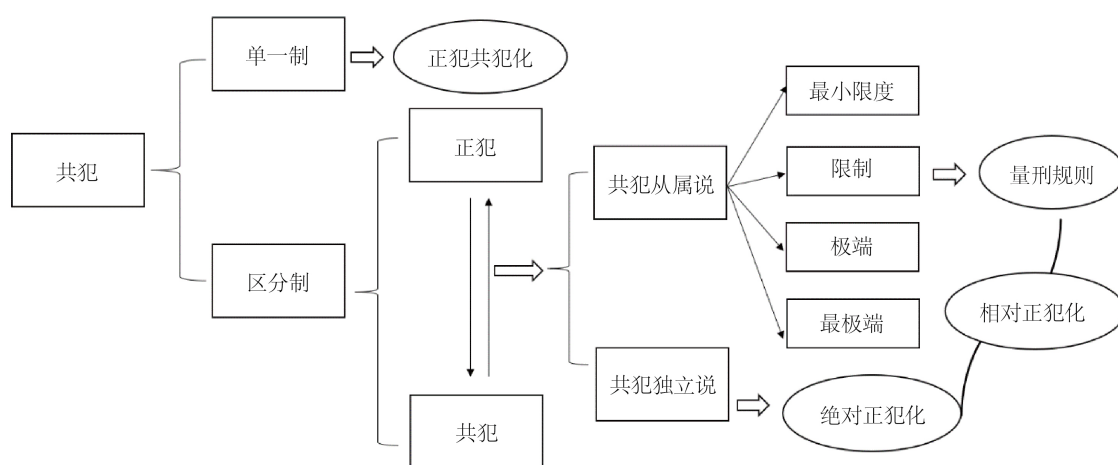 单一制
正犯共犯化
共犯
区分制
正犯
共犯
共犯从属说
共犯独立说
最小限度
限制
极端
最极端
量刑规则
相对正犯化
绝对正犯化